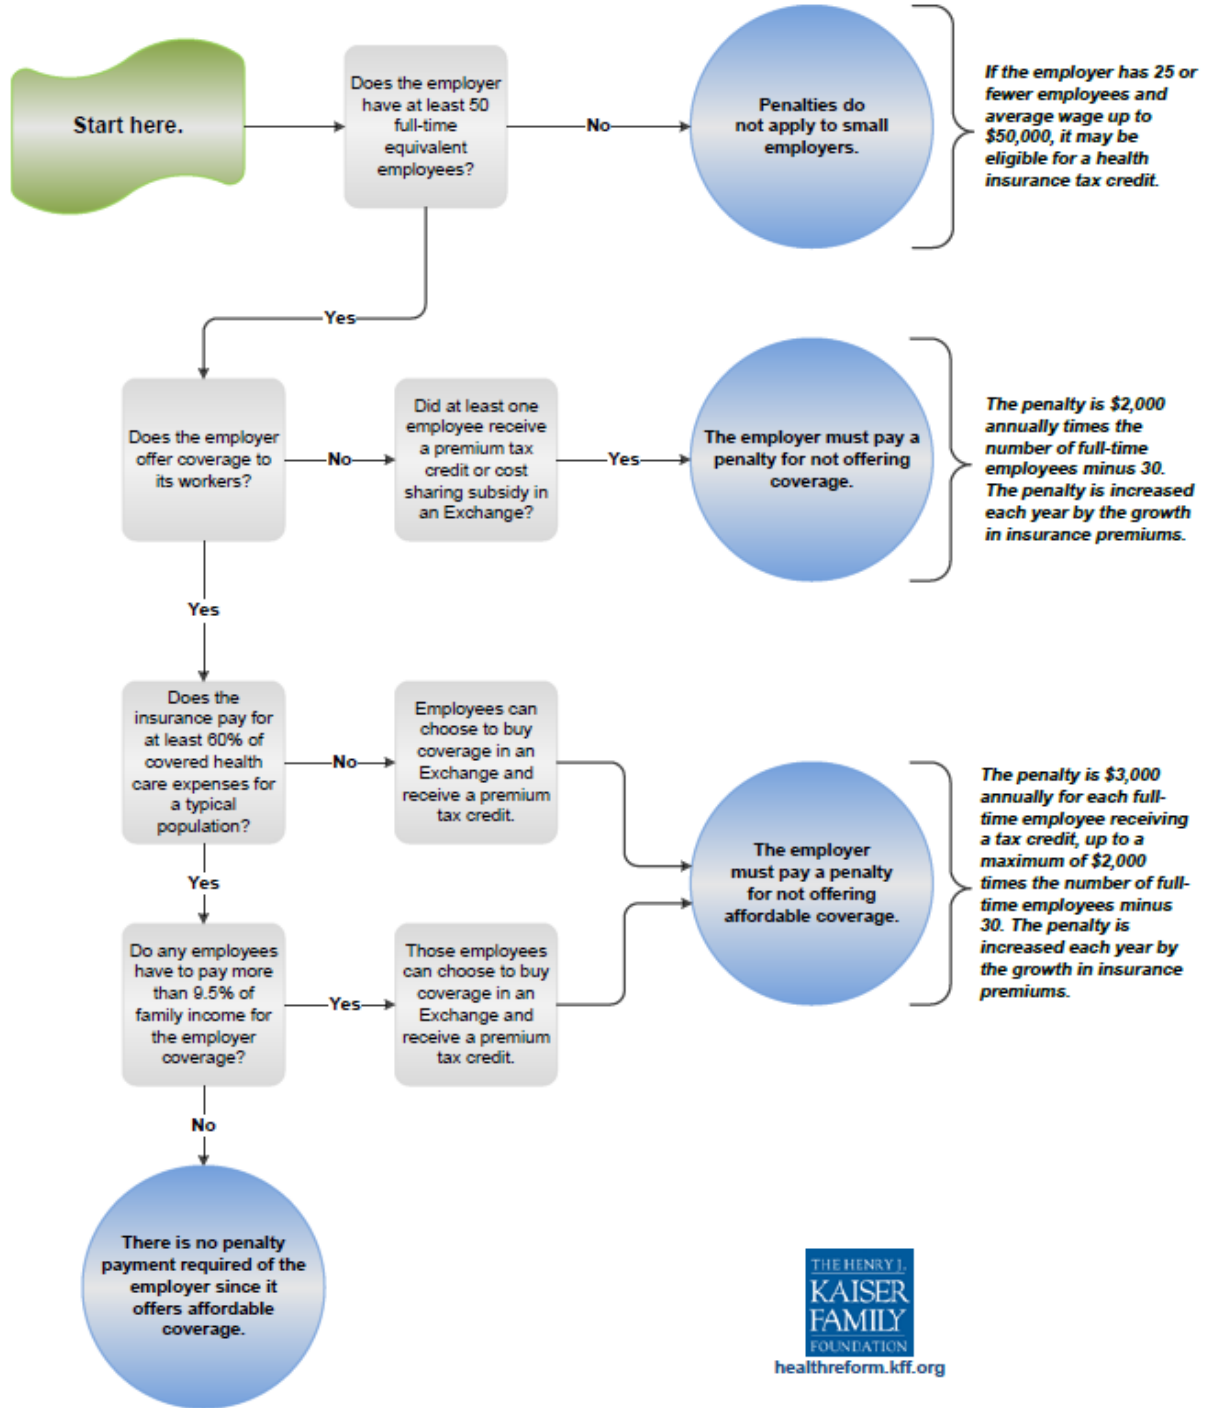 Start here.
Does the employer
have at least 50
full-time
equivalent
employees?
No
Penalties do
not apply to small
employers.
If the employer has 25 or
fewer employees and
average wage up to
$50,000, it may be
eligible for a health
insurance tax credit.
Yes
Does the employer
offer coverage to
its workers?
No
Did at least one
employee receive
a premium tax
credit or cost
sharing subsidy in
an Exchange?
Yes
The employer must pay a
penalty for not offering
coverage.
The penalty is $2,000
annually times the
number of full-time
employees minus 30.
The penalty is increased
each year by the growth
in insurance premiums.
Yes
Does the
insurance pay for
at least 60% of
covered health
care expenses for
a typical
population?
No
Employees can
choose to buy
coverage in an
Exchange and
receive a premium
tax credit.
The employer
must pay a penalty
for not offering
affordable coverage.
The penalty is $3,000
annually for each full-
time employee receiving
a tax credit, up to a
maximum of $2,000
times the number of full-
time employees minus
30. The penalty is
increased each year by
the growth in insurance
premiums.
Yes
Do any employees
have to pay more
than 9.5% of
family income for
the employer
coverage?
Yes
Those employees
can choose to buy
coverage in an
Exchange and
receive a premium
tax credit.
No
There is no penalty
payment required of the
employer since it
offers affordable
coverage.
THE HENRY J.
KAISER
FAMILY
FOUNDATION
healthreform.kff.org